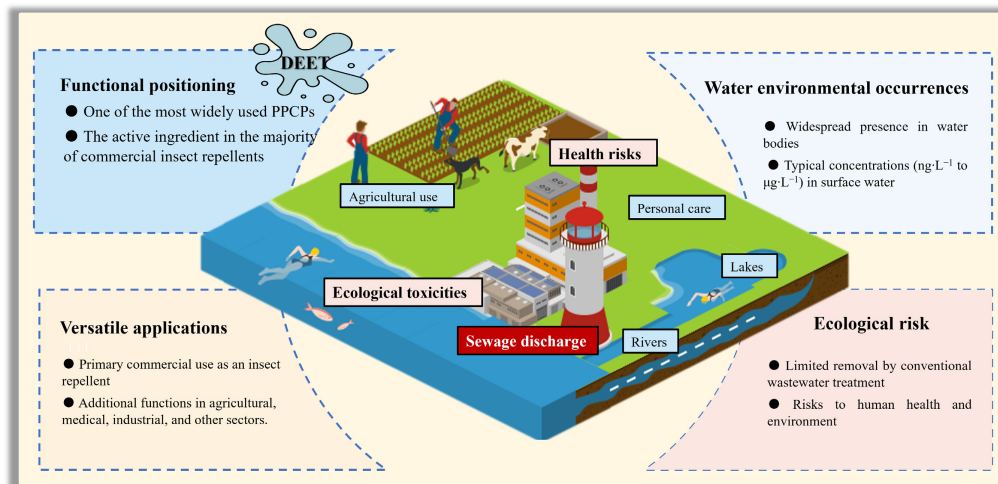 DEET
Functional positioning
● One of the most widely used PPCPs
● The active ingredient in the majority
of commercial insect repellents
Water environmental occurrences
● Widespread presence in water
bodies
● Typical concentrations (ng·L⁻¹ to
μg·L⁻¹) in surface water
Health risks
Agricultural use
Personal care
Lakes
Ecological toxicities
Sewage discharge
Rivers
Versatile applications
● Primary commercial use as an insect
repellent
● Additional functions in agricultural,
medical, industrial, and other sectors.
Ecological risk
● Limited removal by conventional
wastewater treatment
● Risks to human health and
environment